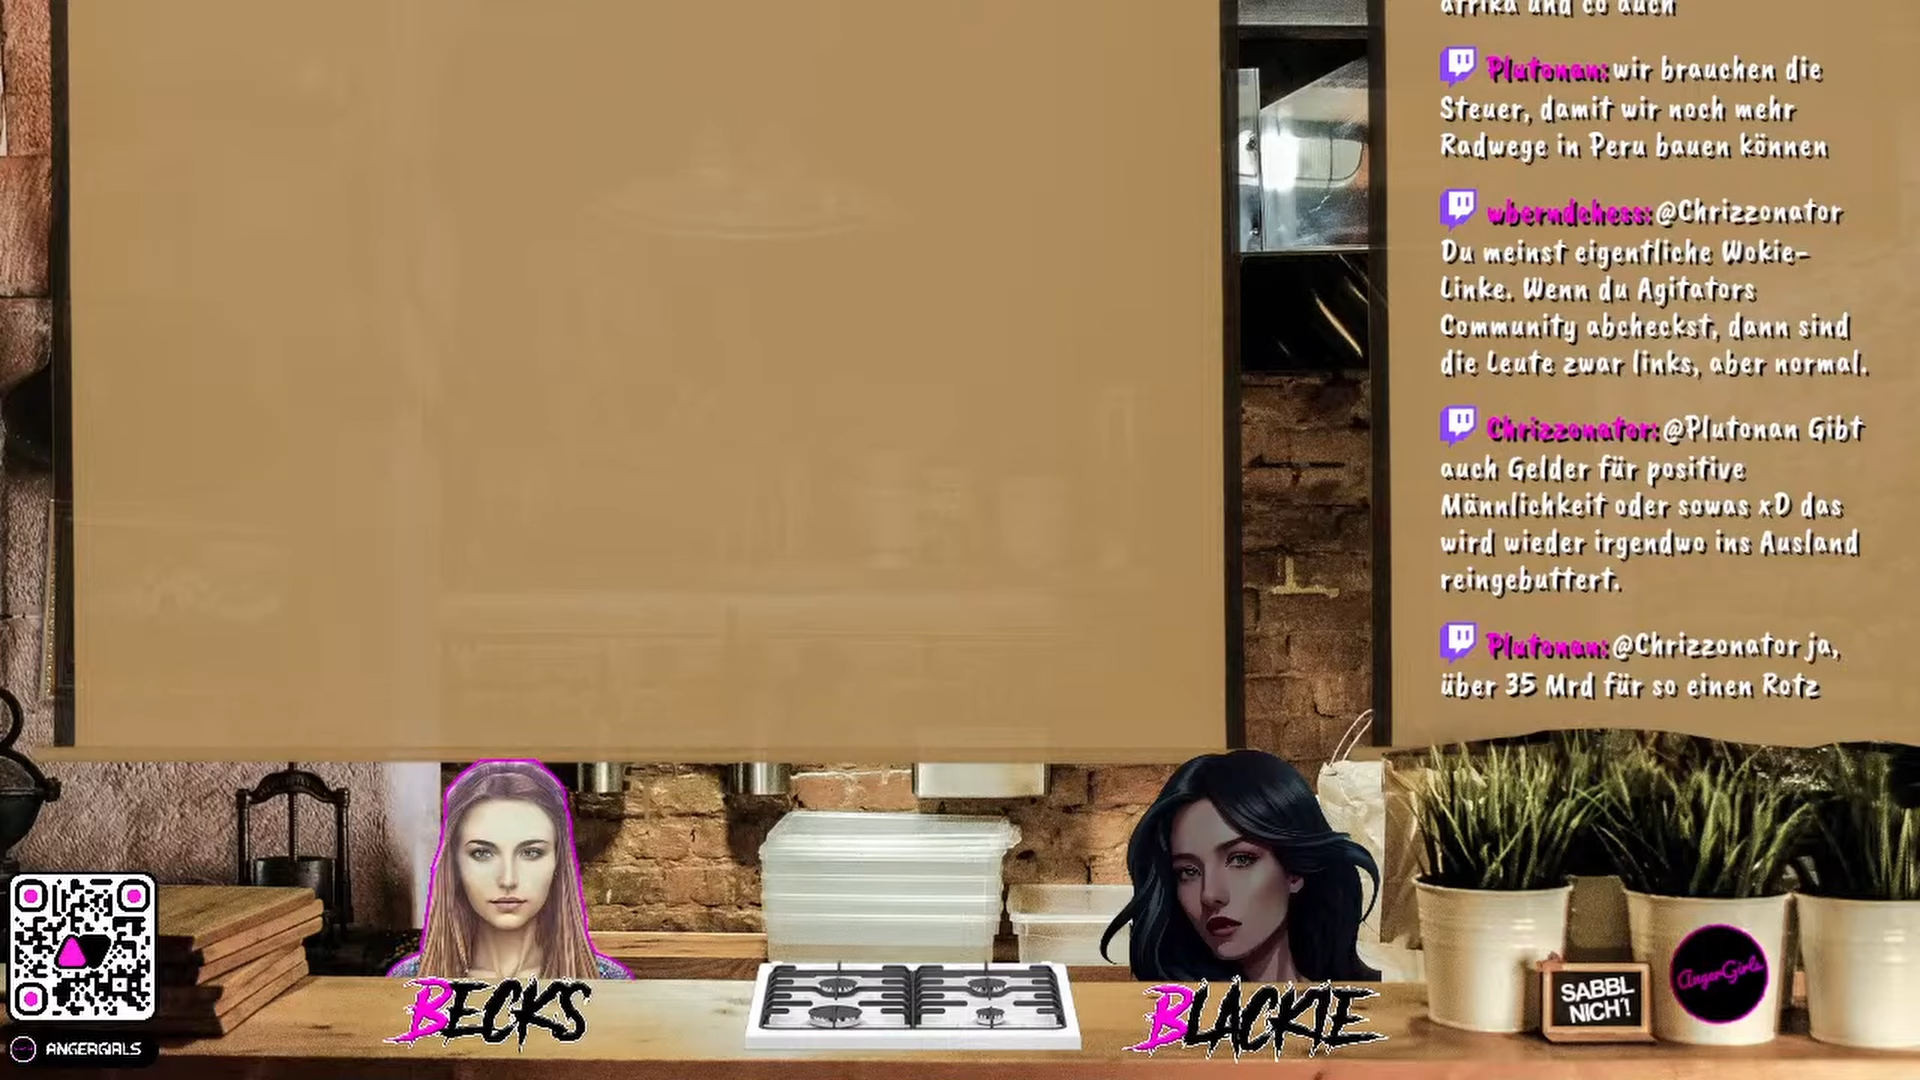 afrika und co auch
Plutonan: wir brauchen die
Steuer, damit wir noch mehr
Radwege in Peru bauen können
wberndchess: @Chrizzonator
Du meinst eigentliche Wokie-
Linke. Wenn du Agitators
Community abcheckst, dann sind
die Leute zwar links, aber normal.
Chrizzonator: @Plutonan Gibt
auch Gelder für positive
Männlichkeit oder sowas xD das
wird wieder irgendwo ins Ausland
reingebuttert.
Plutonan: @Chrizzonator ja,
über 35 Mrd für so einen Rotz
BECKS
BLACKIE
SABBL
NICH'!
AngerGirls
ANGERGIRLS